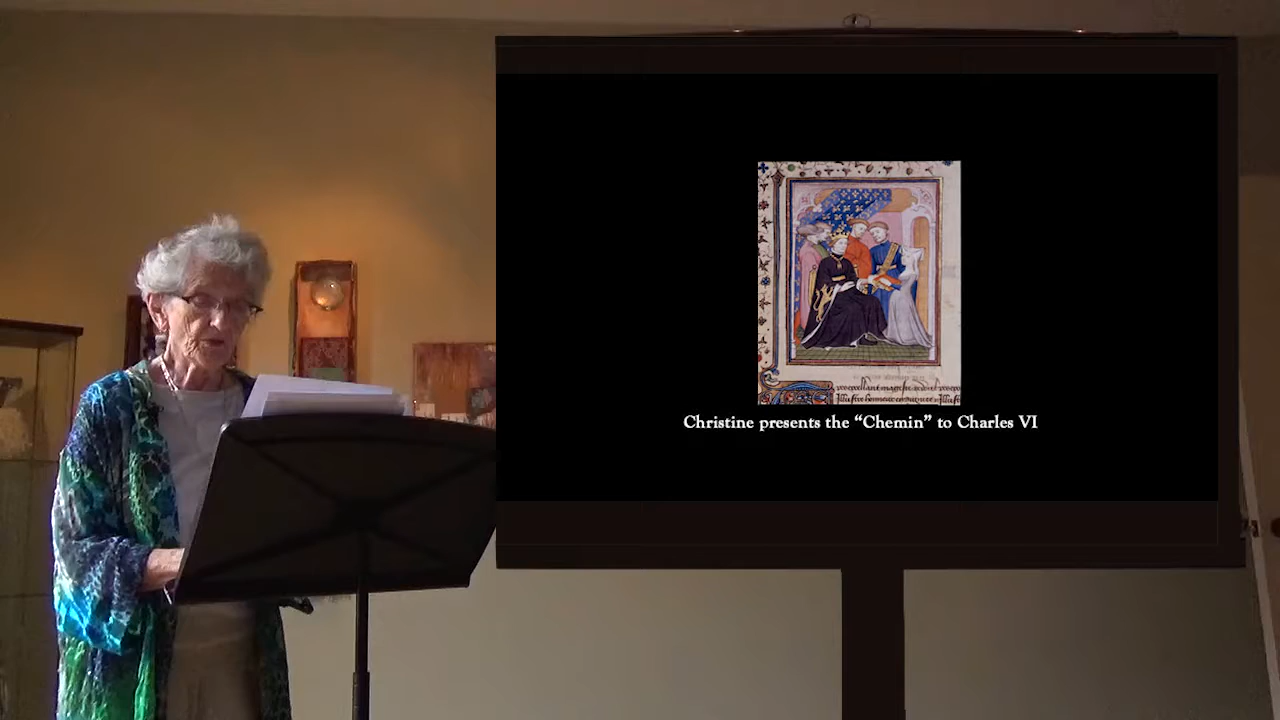 Christine presents the “Chemin” to Charles VI